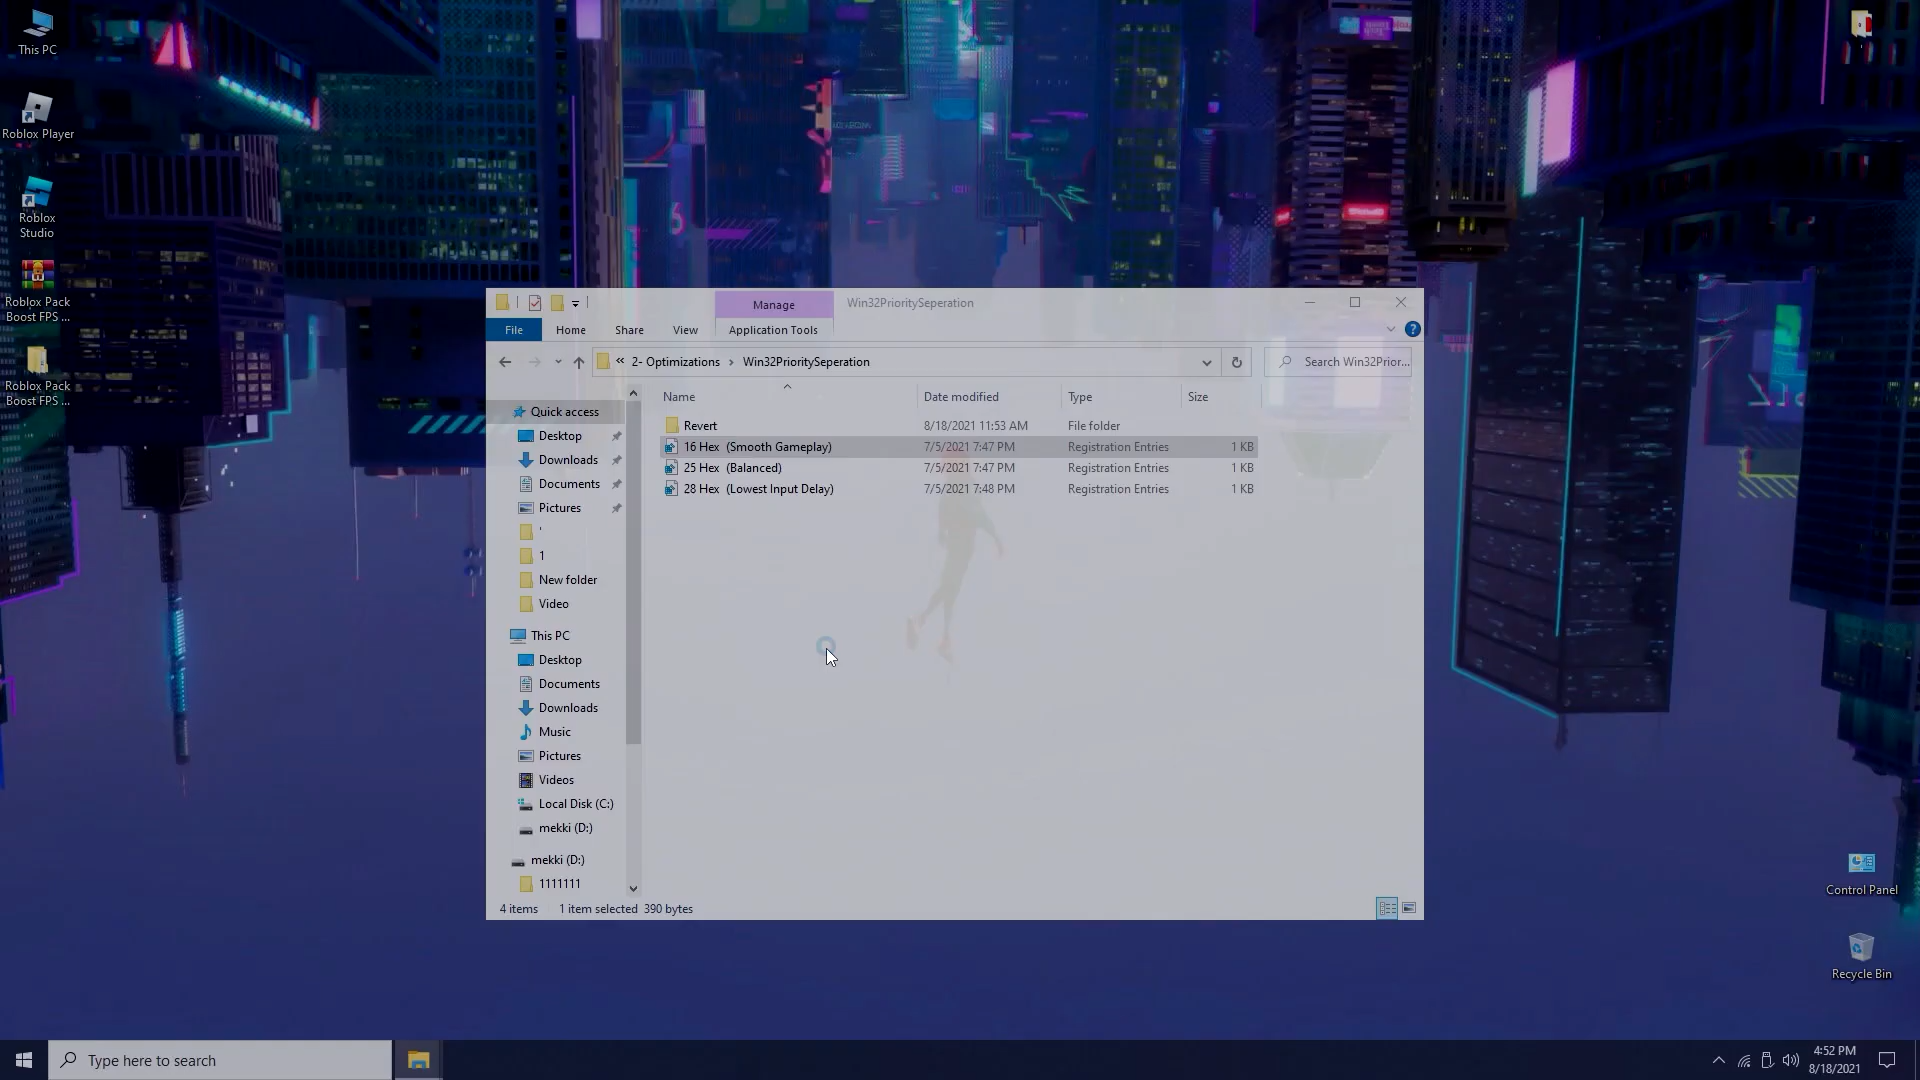 This PC
Roblox Player
Roblox
Studio
Roblox Pack
Boost FPS ...
Roblox Pack
Boost FPS ...
Manage
Win32PrioritySeperation
File
Home
Share
View
Application Tools
?
« 2- Optimizations › Win32PrioritySeperation
Search Win32Prior...
Name
Date modified
Type
Size
Revert
8/18/2021 11:53 AM
File folder
16 Hex (Smooth Gameplay)
7/5/2021 7:47 PM
Registration Entries
1 KB
25 Hex (Balanced)
7/5/2021 7:47 PM
Registration Entries
1 KB
28 Hex (Lowest Input Delay)
7/5/2021 7:48 PM
Registration Entries
1 KB
Quick access
Desktop
Downloads
Documents
Pictures
'
1
New folder
Video
This PC
Desktop
Documents
Downloads
Music
Pictures
Videos
Local Disk (C:)
mekki (D:)
mekki (D:)
1111111
4 items
1 item selected 390 bytes
Control Panel
Recycle Bin
Type here to search
4:52 PM
8/18/2021